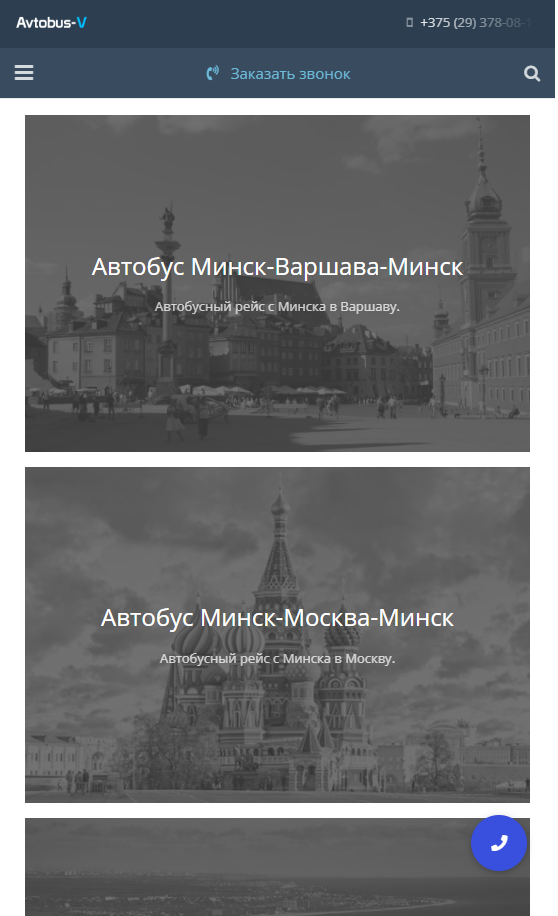 Avtobus-V
+375 (29) 378-08-
Заказать звонок
Автобус Минск-Варшава-Минск
Автобусный рейс с Минска в Варшаву.
Автобус Минск-Москва-Минск
Автобусный рейс с Минска в Москву.